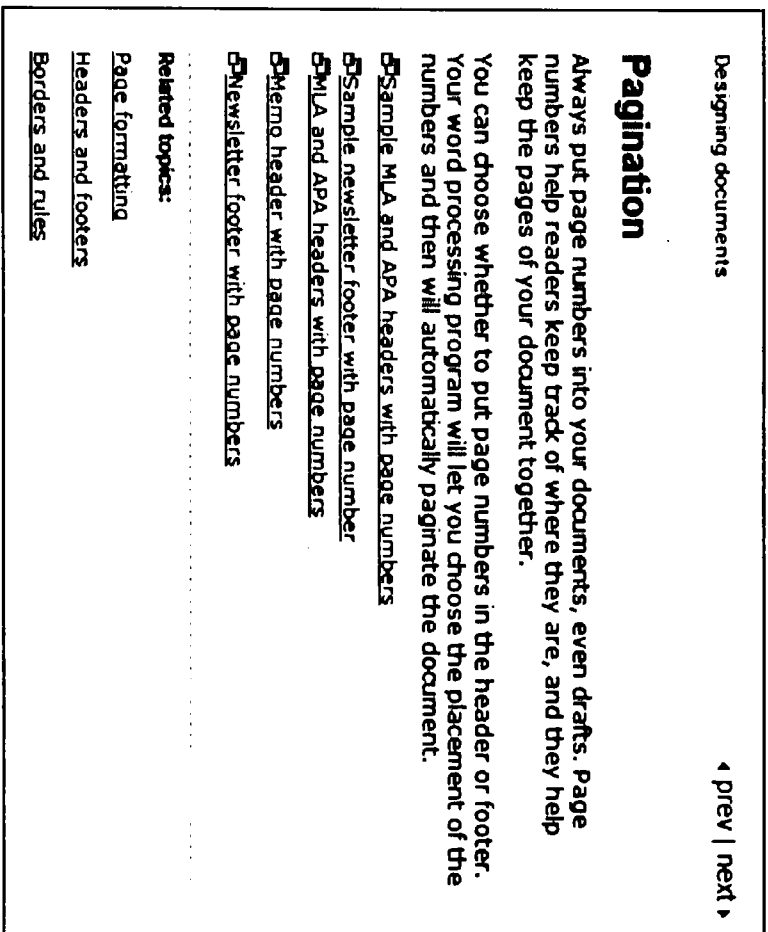 Designing documents
◂ prev | next ▸
Pagination
Always put page numbers into your documents, even drafts. Page
numbers help readers keep track of where they are, and they help
keep the pages of your document together.
You can choose whether to put page numbers in the header or footer.
Your word processing program will let you choose the placement of the
numbers and then will automatically paginate the document.
Sample MLA and APA headers with page numbers
Sample newsletter footer with page number
MLA and APA headers with page numbers
Memo header with page numbers
Newsletter footer with page numbers
Related topics:
Page formatting
Headers and footers
Borders and rules